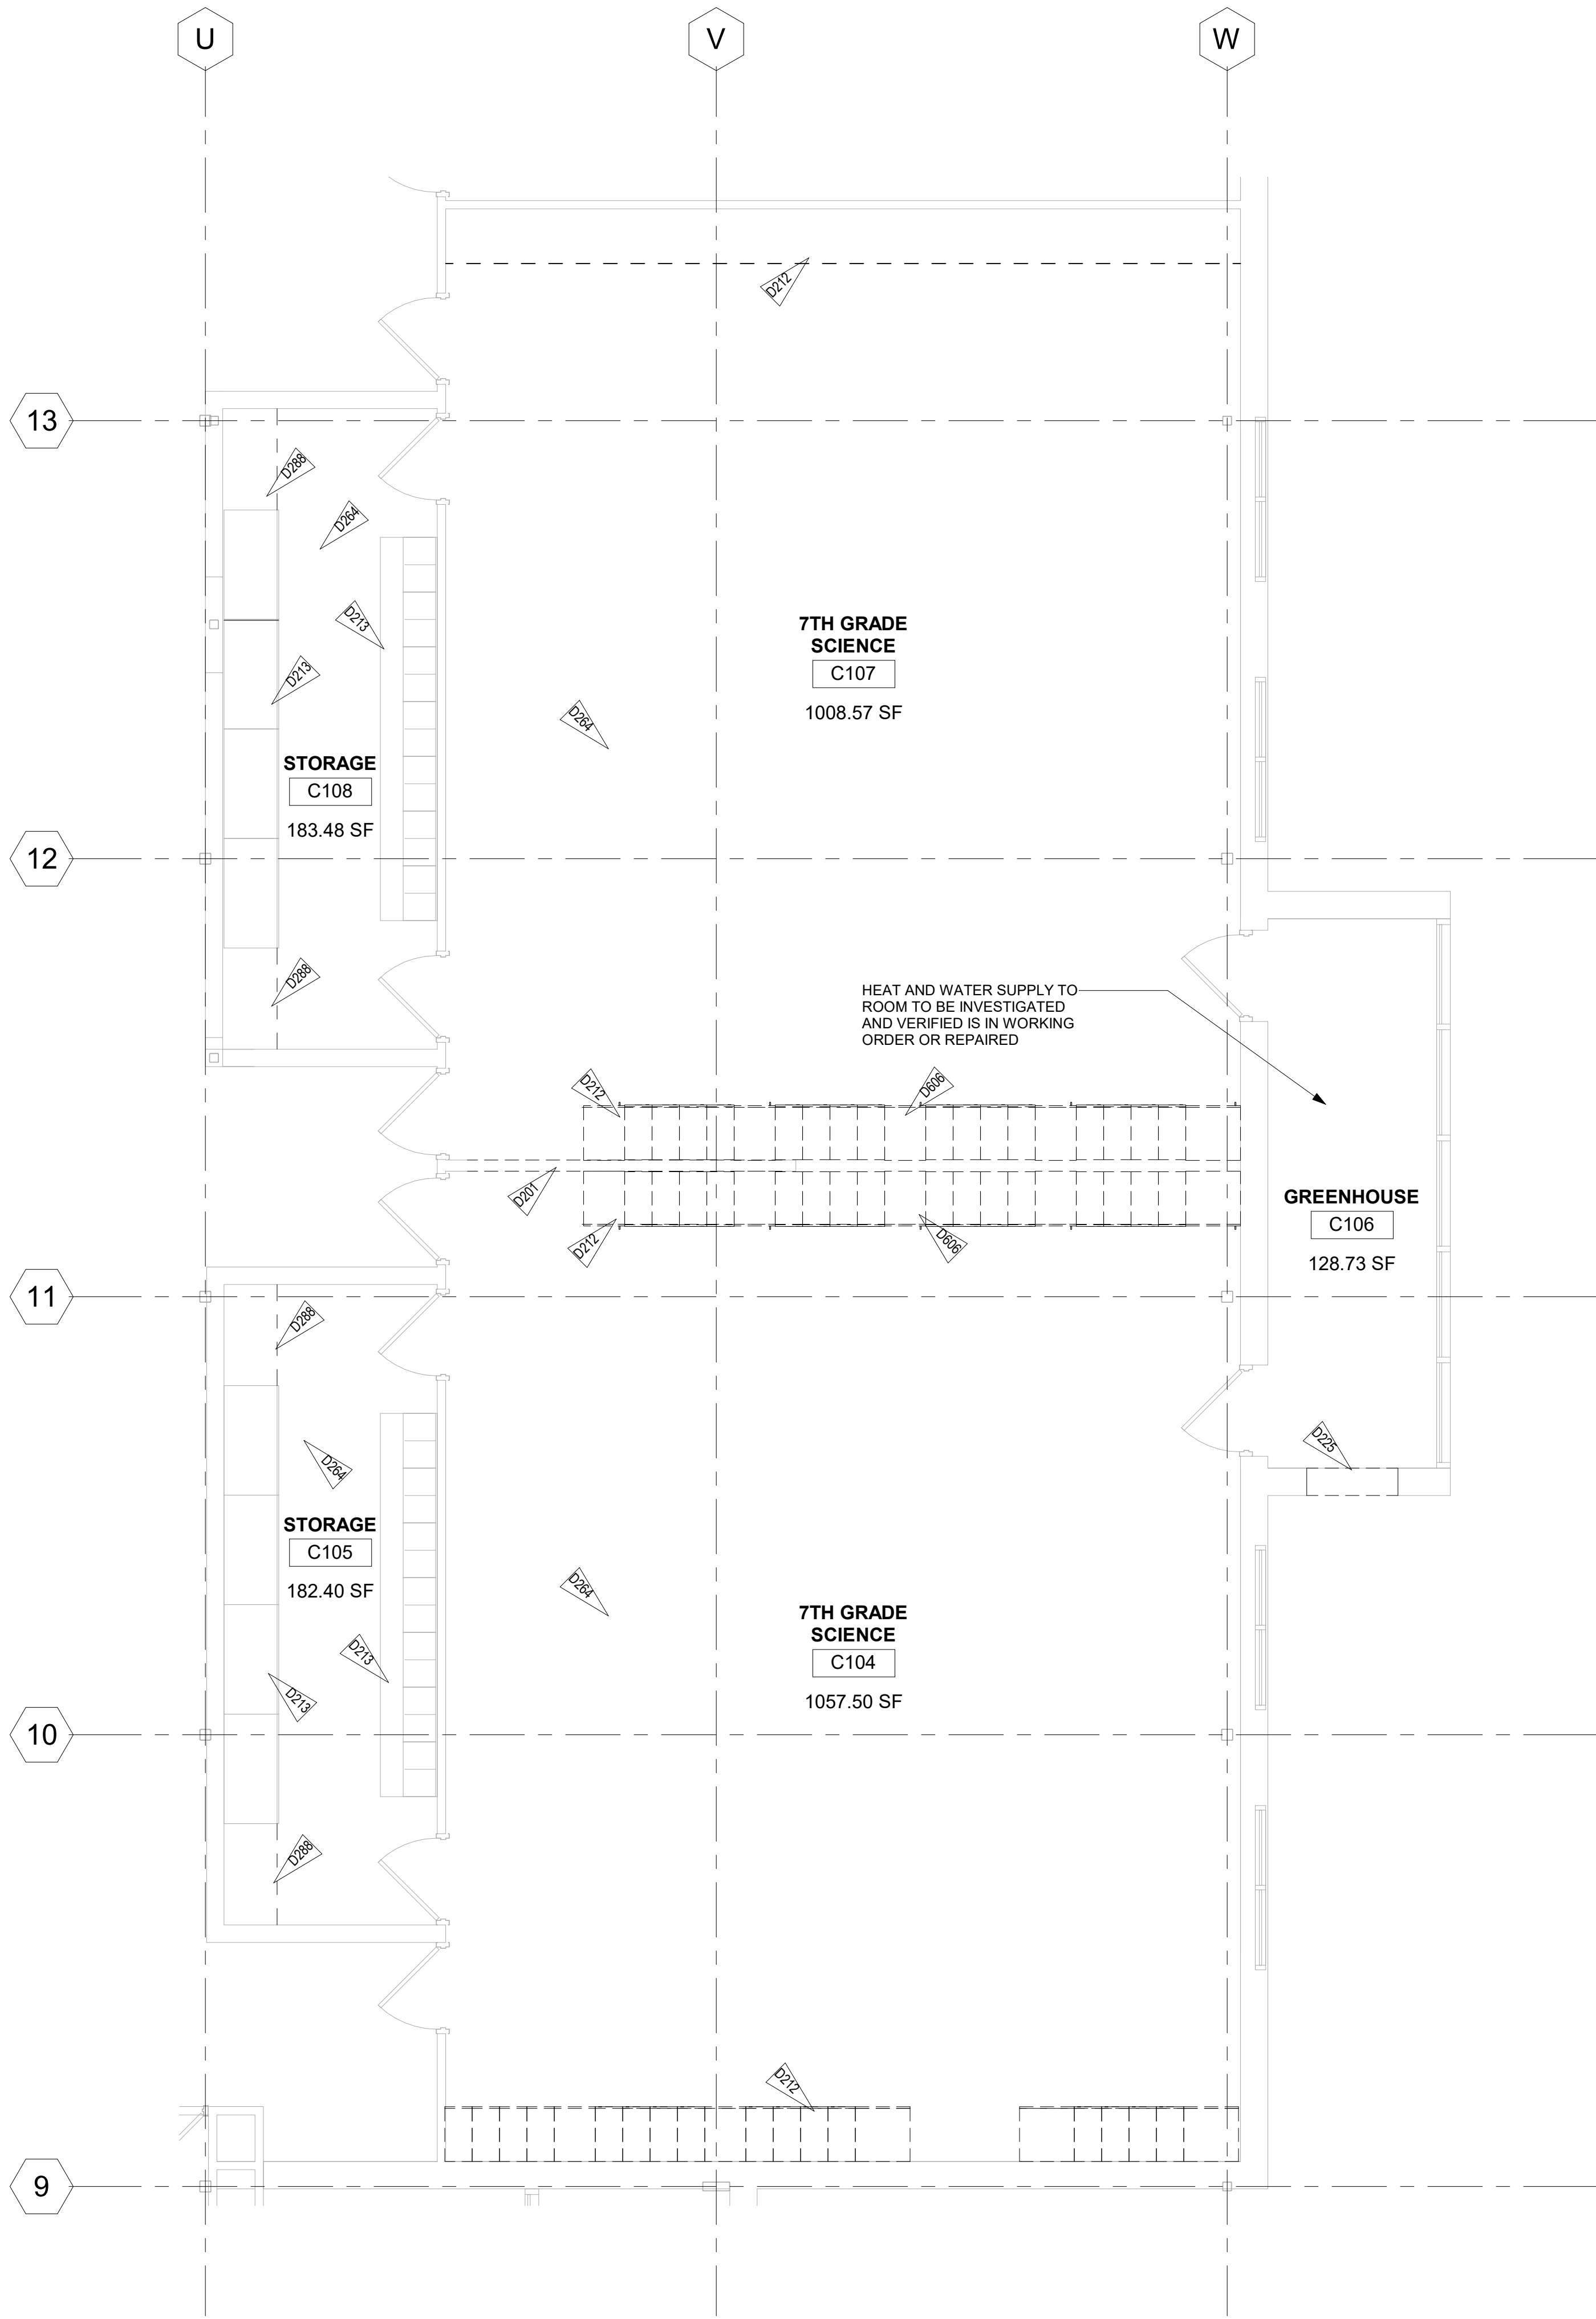 U
V
W
D212
13
D288
D264
D213
D213
D264
7TH GRADE
SCIENCE
C107
1008.57 SF
STORAGE
C108
183.48 SF
12
D288
HEAT AND WATER SUPPLY TO
ROOM TO BE INVESTIGATED
AND VERIFIED IS IN WORKING
ORDER OR REPAIRED
D212
D606
D201
D212
D606
GREENHOUSE
C106
128.73 SF
11
D288
D225
D264
STORAGE
C105
182.40 SF
D264
7TH GRADE
SCIENCE
C104
1057.50 SF
D213
D213
10
D288
D212
9